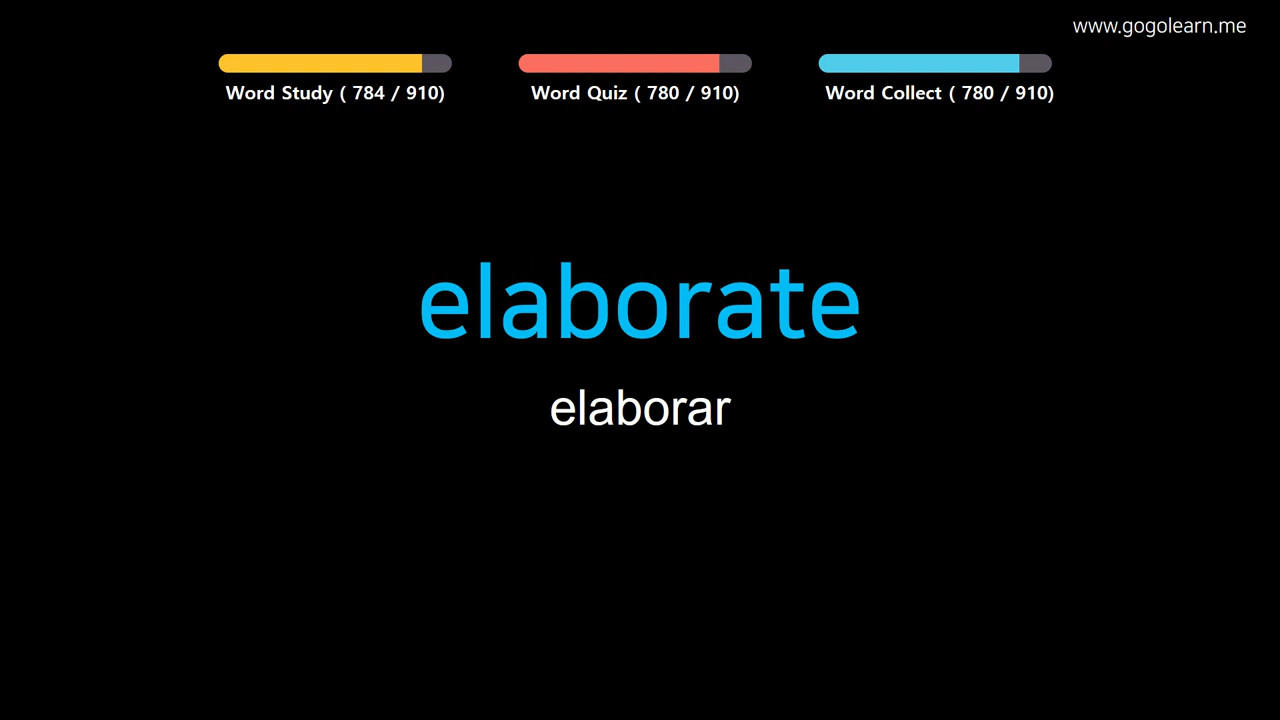 www.gogolearn.me
Word Study ( 784 / 910)
Word Quiz ( 780 / 910)
Word Collect ( 780 / 910)
elaborate
elaborar